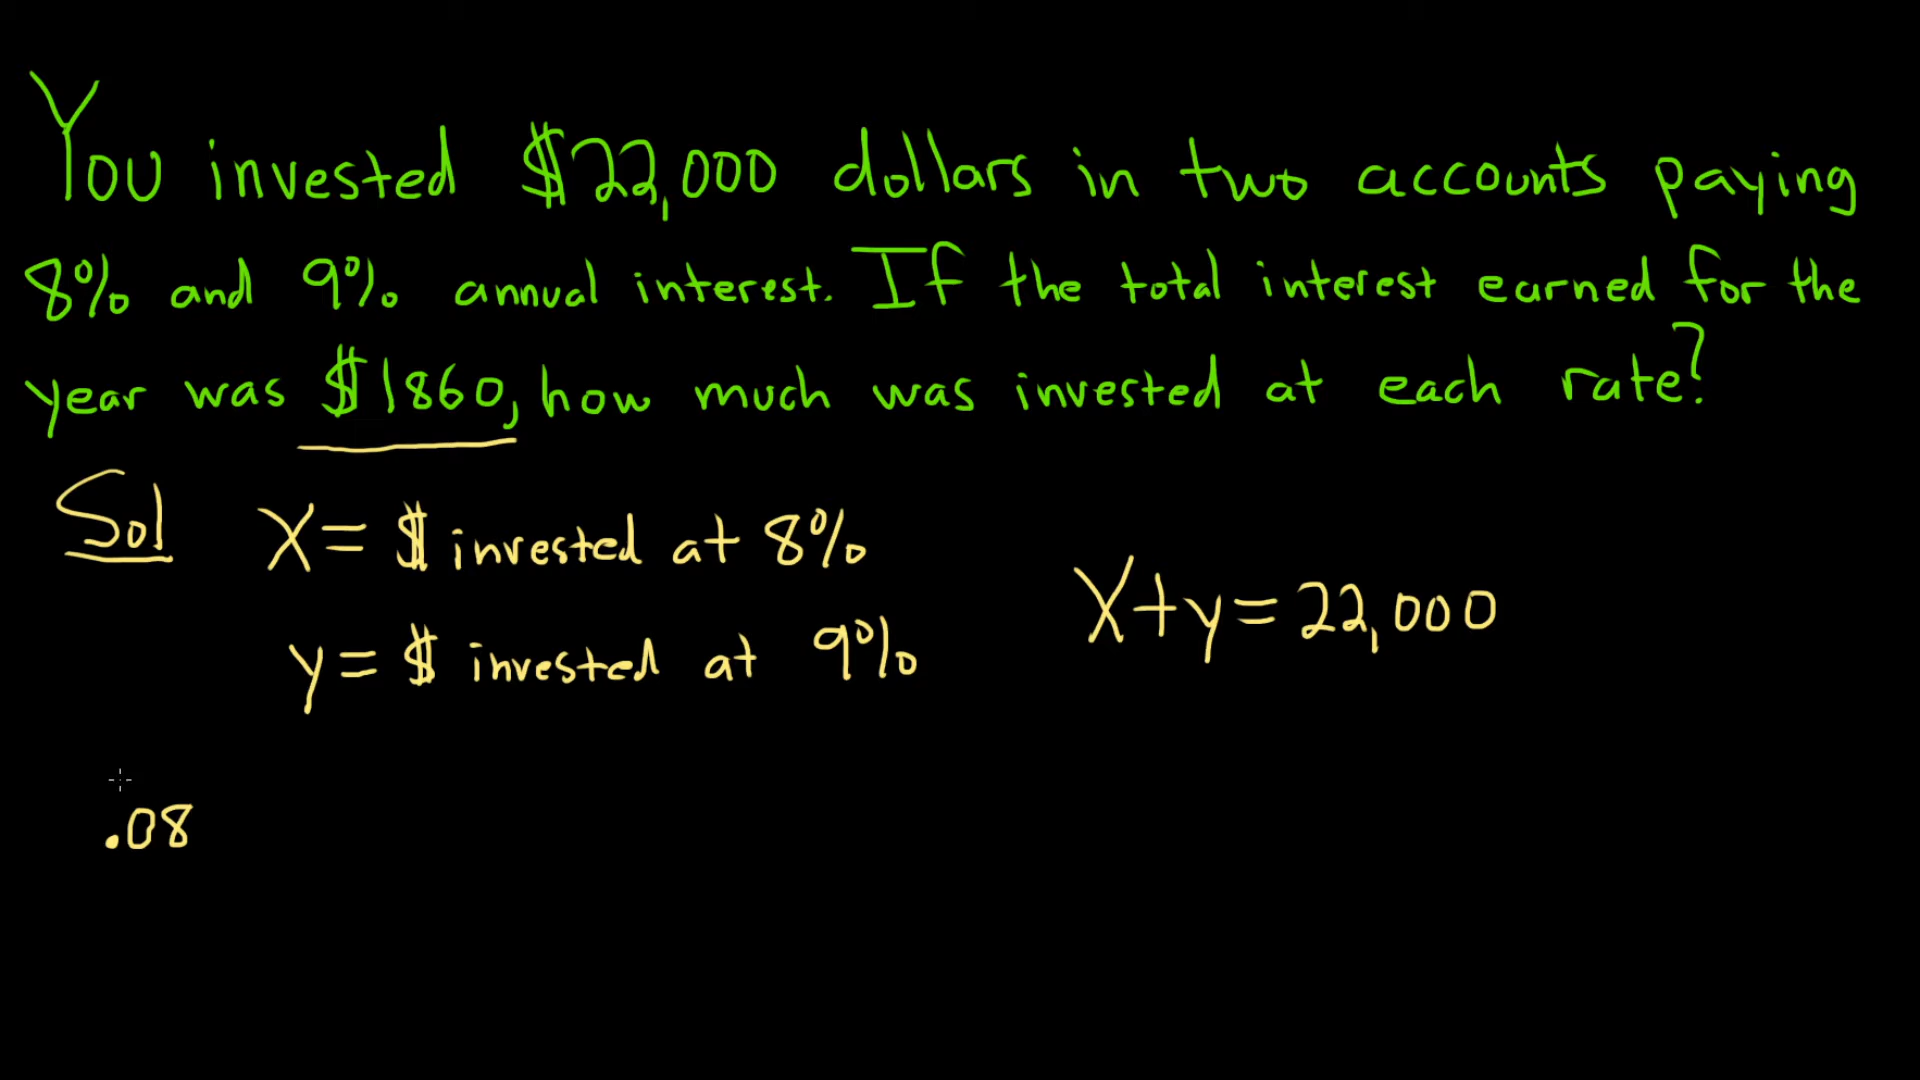 You invested $22,000 dollars in two accounts paying
8% and 9% annual interest. If the total interest earned for the
year was $1860, how much was invested at each rate?
Sol X = $ invested at 8%
X+y=22,000
y = $ invested at 9%
.08